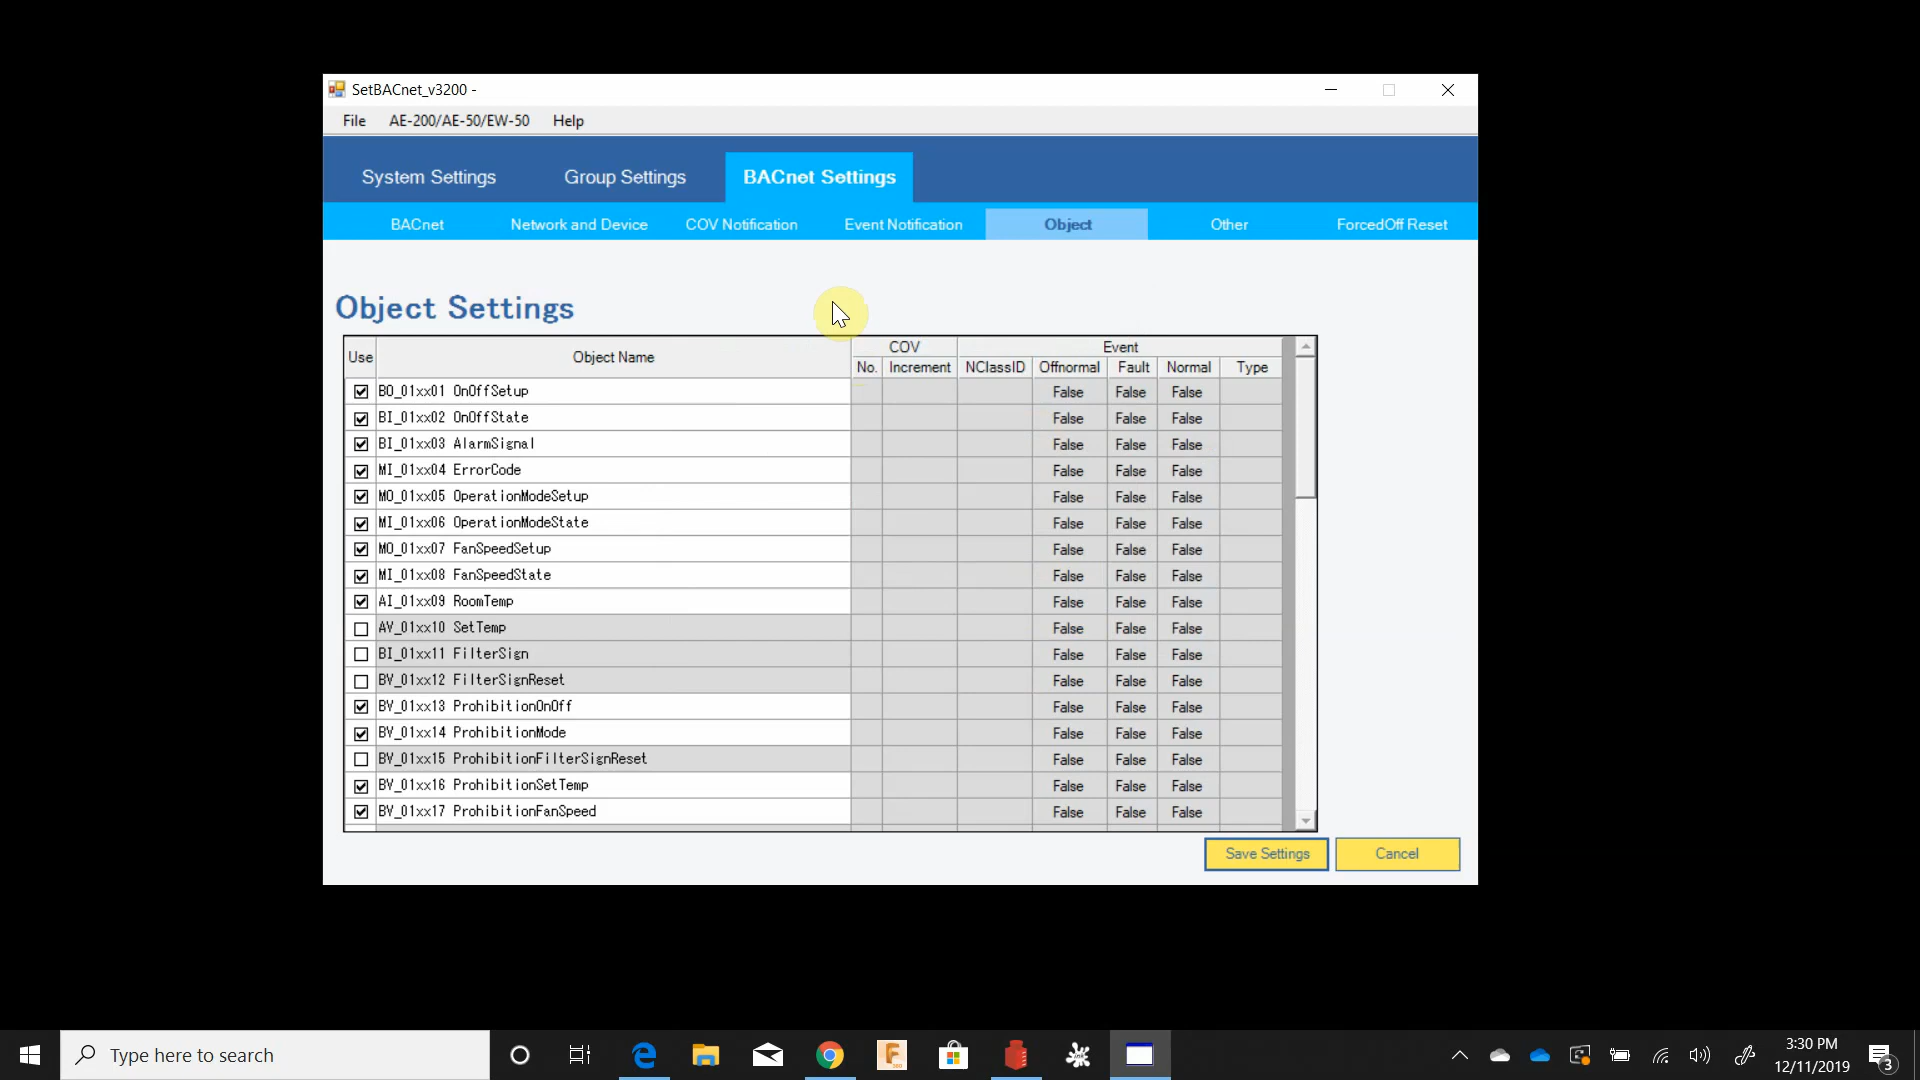 SetBACnet_v3200 -
File AE-200/AE-50/EW-50 Help
System Settings Group Settings BACnet Settings
BACnet Network and Device COV Notification Event Notification Object Other ForcedOff Reset
Object Settings
Use Object Name COV Event
No. Increment NClassID Offnormal Fault Normal Type
BO_01xx01 OnOffSetup False False False
BI_01xx02 OnOffState False False False
BI_01xx03 AlarmSignal False False False
MI_01xx04 ErrorCode False False False
MO_01xx05 OperationModeSetup False False False
MI_01xx06 OperationModeState False False False
MO_01xx07 FanSpeedSetup False False False
MI_01xx08 FanSpeedState False False False
AI_01xx09 RoomTemp False False False
AV_01xx10 SetTemp False False False
BI_01xx11 FilterSign False False False
BV_01xx12 FilterSignReset False False False
BV_01xx13 ProhibitionOnOff False False False
BV_01xx14 ProhibitionMode False False False
BV_01xx15 ProhibitionFilterSignReset False False False
BV_01xx16 ProhibitionSetTemp False False False
BV_01xx17 ProhibitionFanSpeed False False False
Save Settings Cancel
Type here to search
3:30 PM
12/11/2019
3